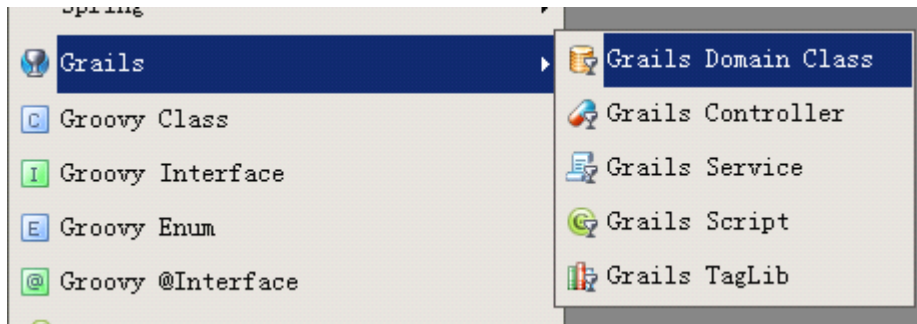 Spring
Grails
Groovy Class
Groovy Interface
Groovy Enum
Groovy @Interface
Grails Domain Class
Grails Controller
Grails Service
Grails Script
Grails TagLib